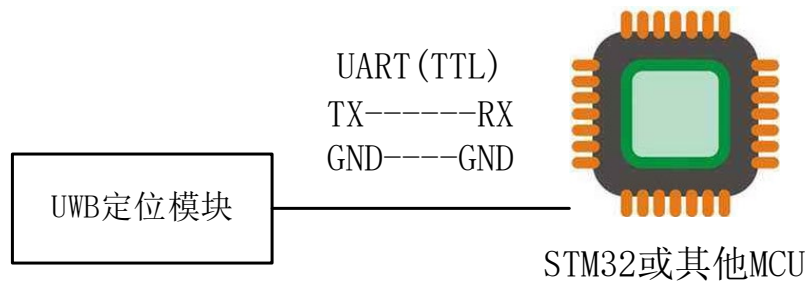 UART(TTL)
TX------RX
GND----GND
UWB定位模块
STM32或其他MCU